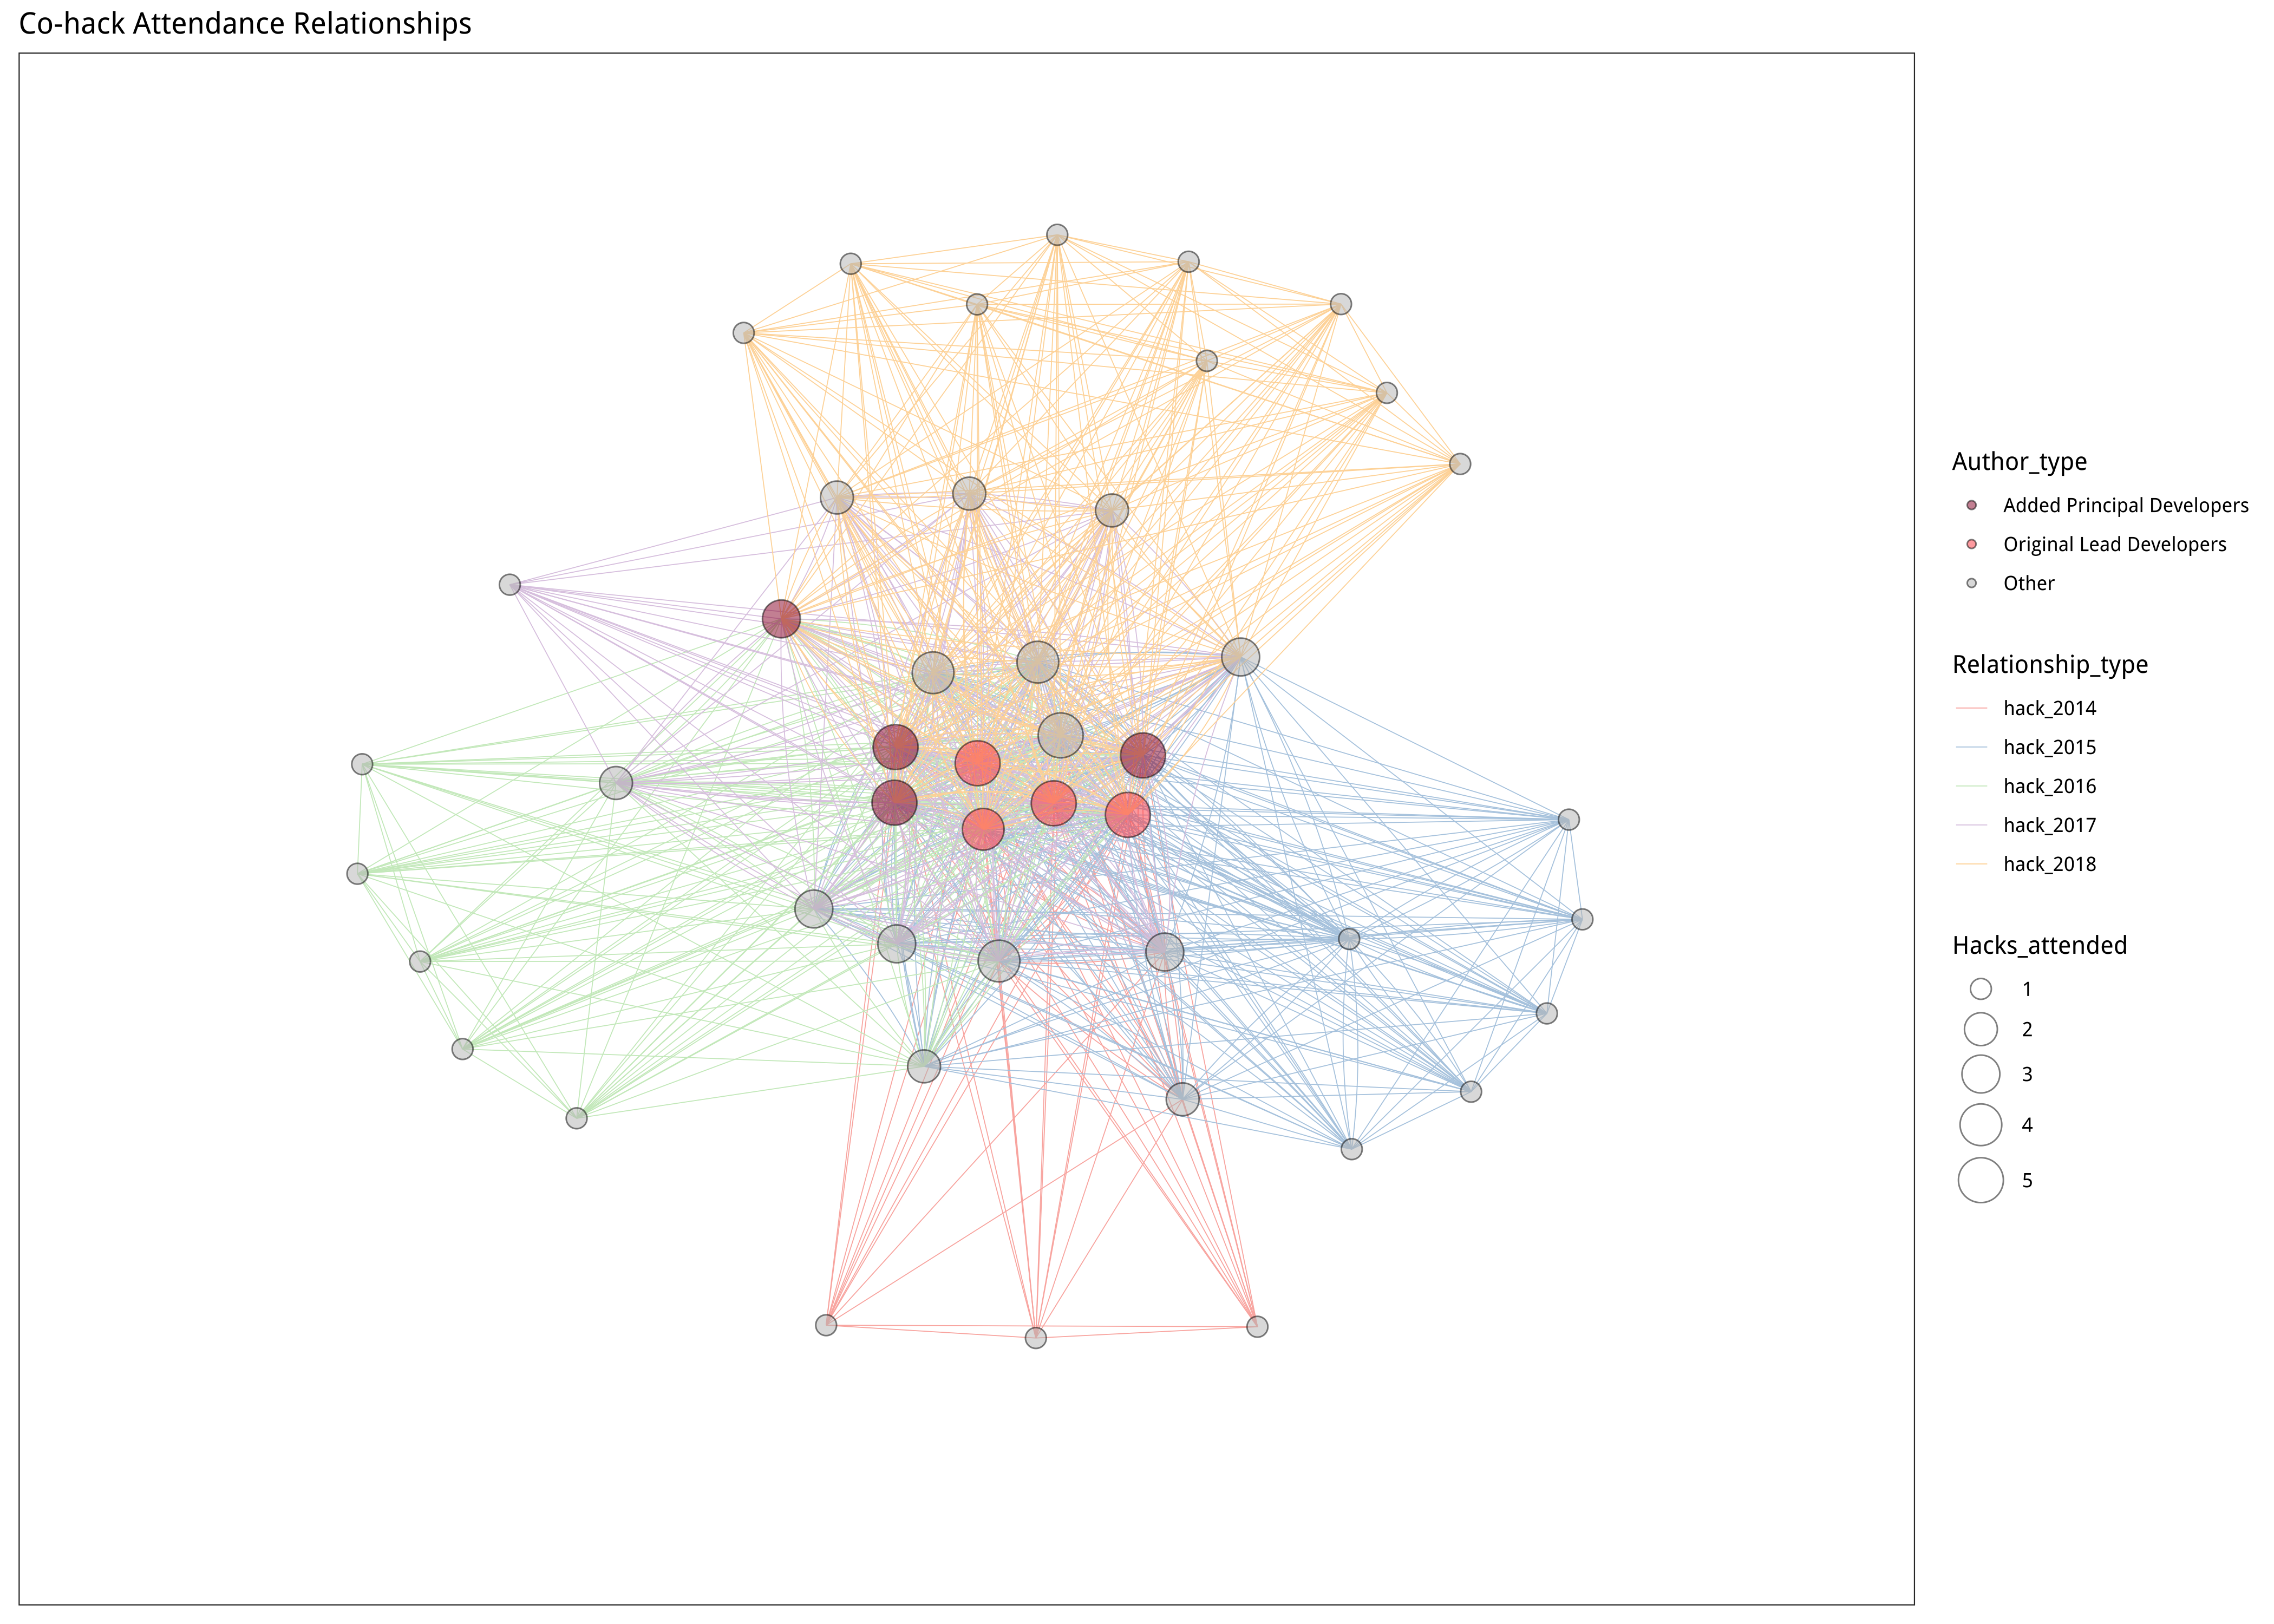 Co-hack Attendance Relationships
Author_type
Added Principal Developers
Original Lead Developers
Other
Relationship_type
hack_2014
hack_2015
hack_2016
hack_2017
hack_2018
Hacks_attended
1
2
3
4
5